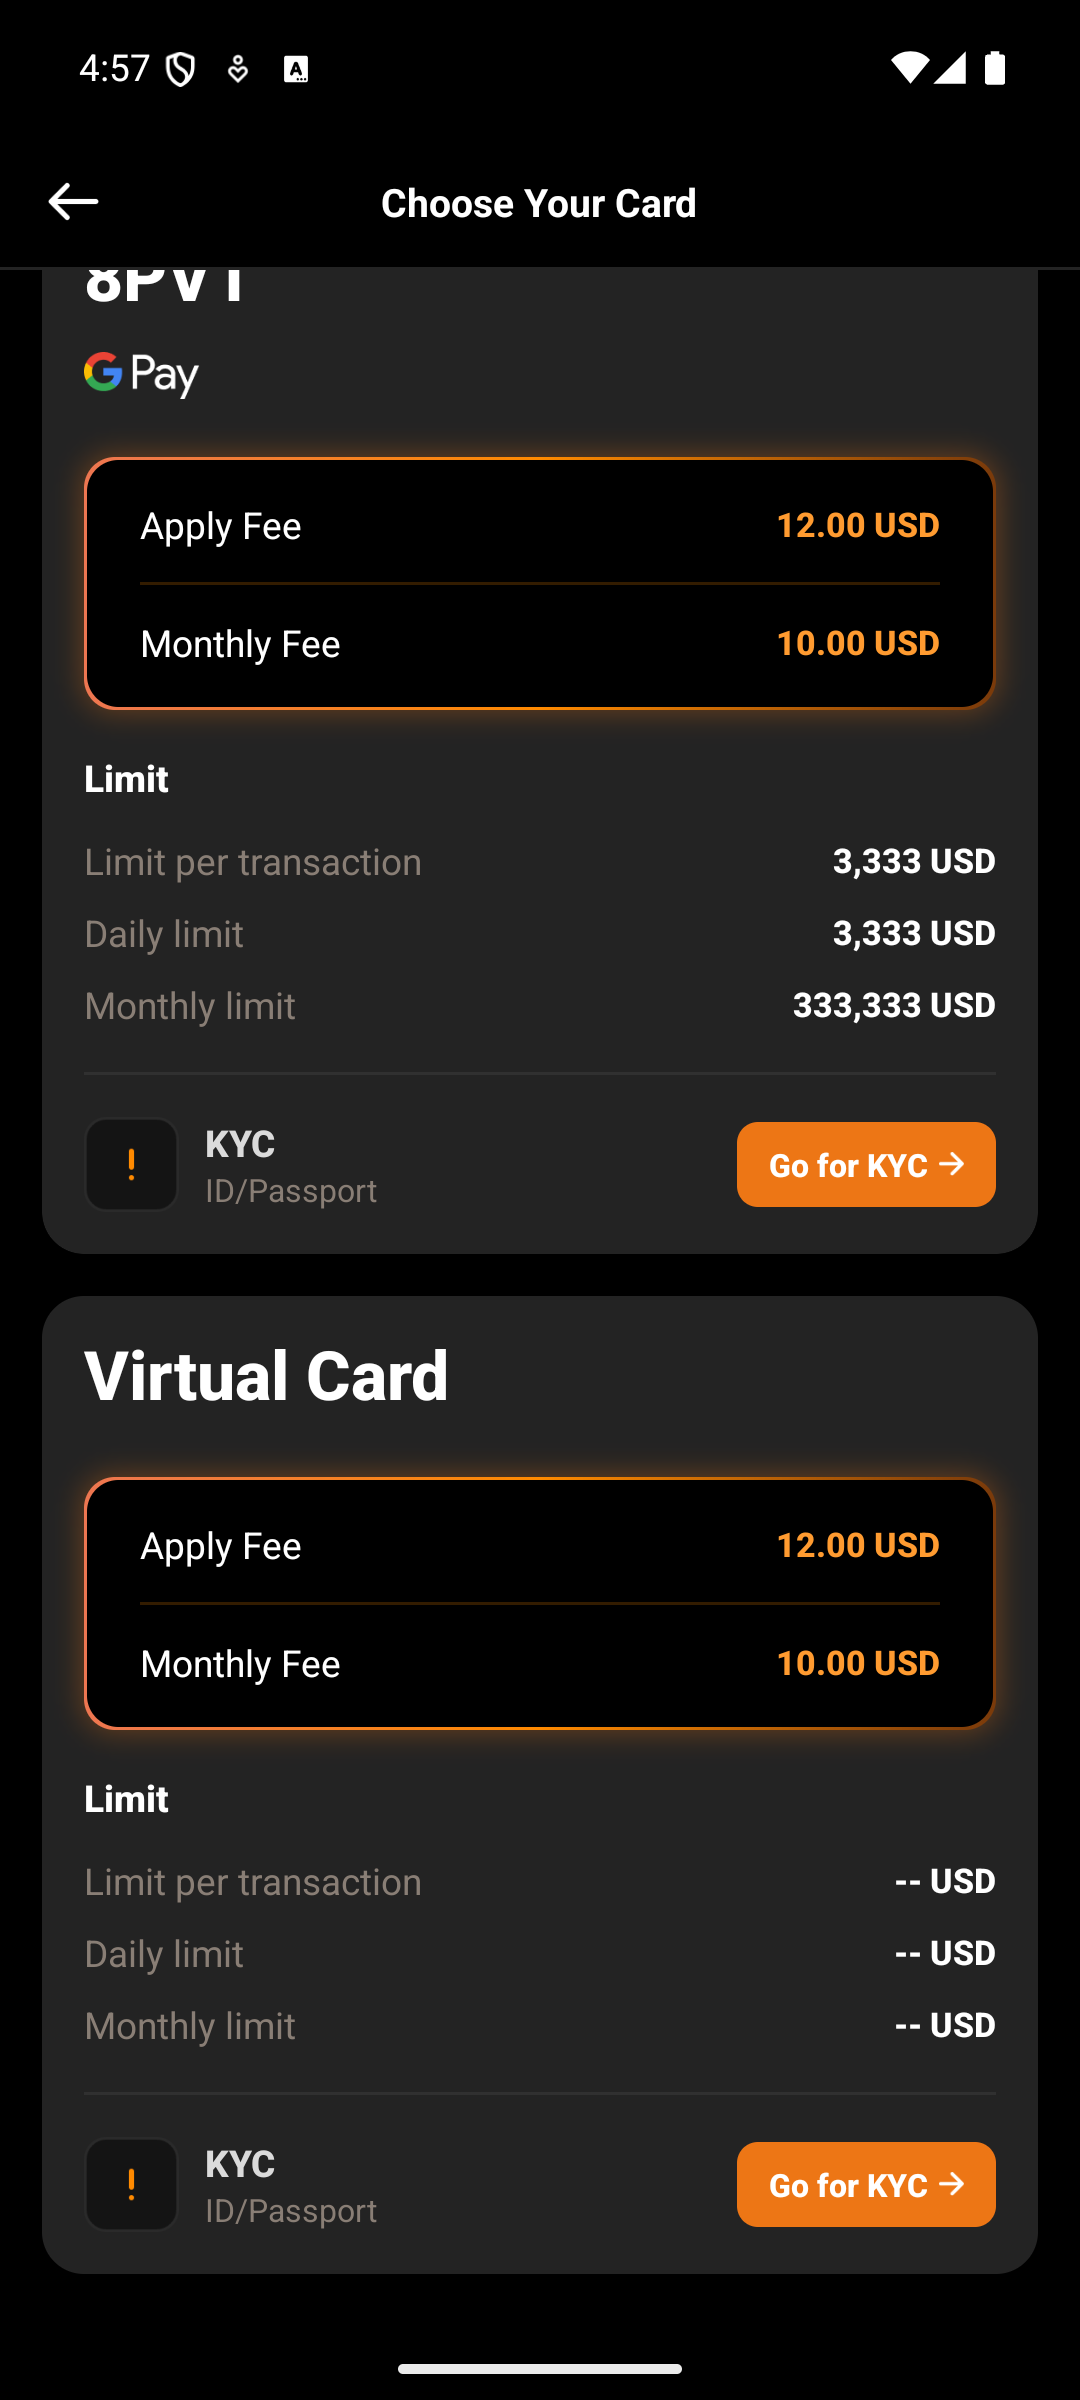 4:57
Choose Your Card
8PV1
G Pay
Apply Fee 12.00 USD
Monthly Fee 10.00 USD
Limit
Limit per transaction 3,333 USD
Daily limit 3,333 USD
Monthly limit 333,333 USD
KYC
ID/Passport
Go for KYC →
Virtual Card
Apply Fee 12.00 USD
Monthly Fee 10.00 USD
Limit
Limit per transaction -- USD
Daily limit -- USD
Monthly limit -- USD
KYC
ID/Passport
Go for KYC →